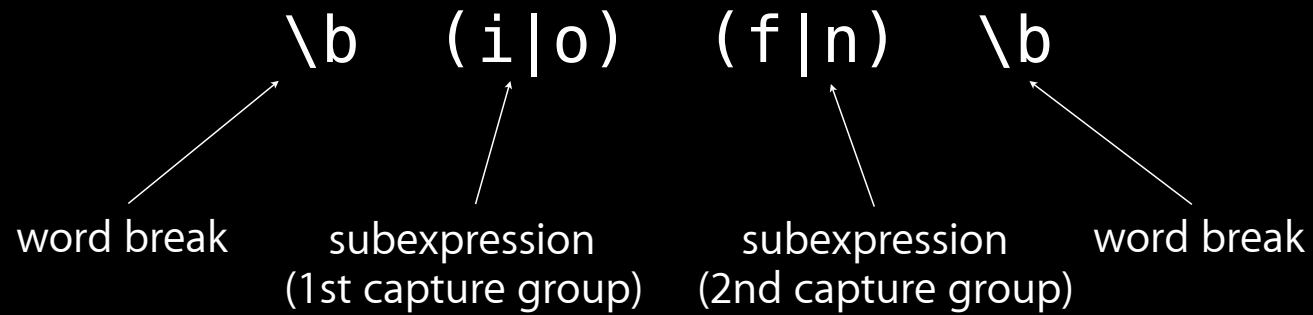 \b (i|o) (f|n) \b
word break subexpression subexpression word break
(1st capture group) (2nd capture group)